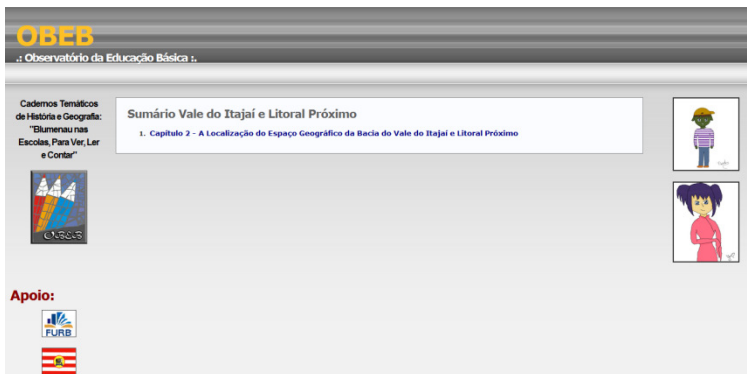 OBEB
.: Observatório da Educação Básica :.
Cadernos Temáticos
de História e Geografia:
"Blumenau nas
Escolas, Para Ver, Ler
e Contar"
OBEB
Sumário Vale do Itajaí e Litoral Próximo
1. Capítulo 2 - A Localização do Espaço Geográfico da Bacia do Vale do Itajaí e Litoral Próximo
Apoio:
FURB